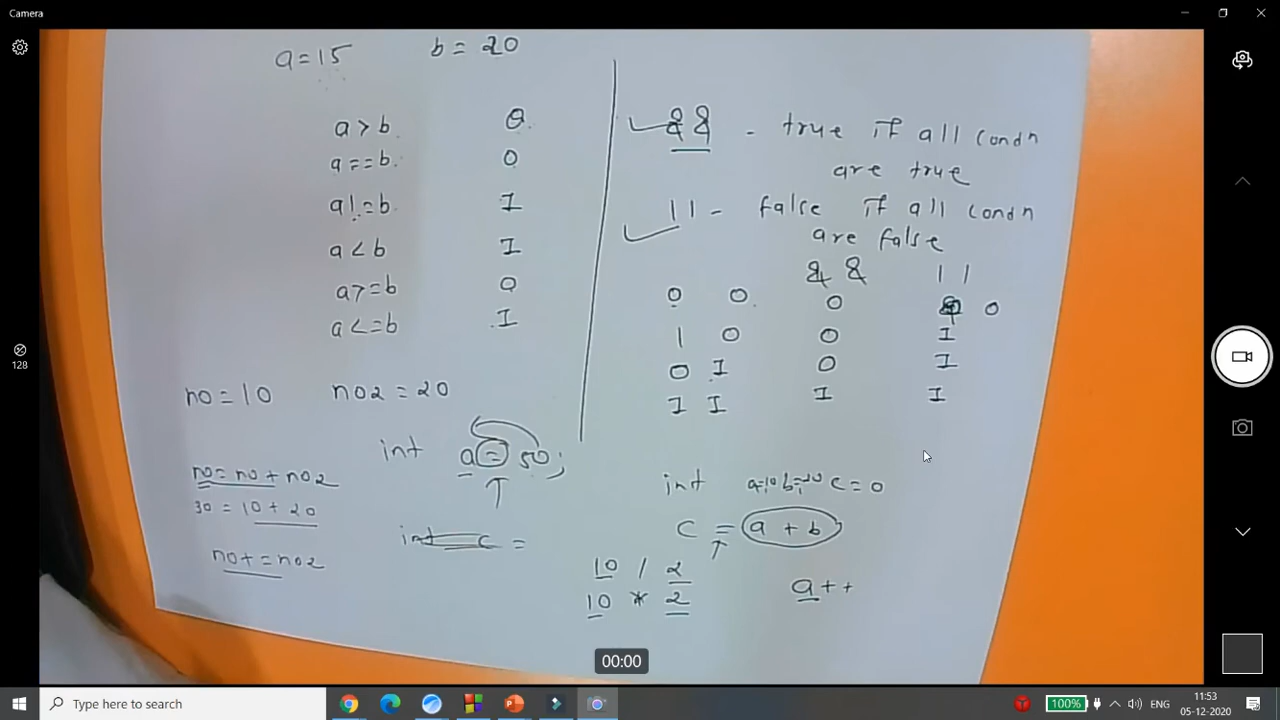 Camera
a=15 b = 20
a > b 0
a == b 0
a != b 1
a < b 1
a >= b 0
a <= b 1
no = 10 no2 = 20
int a = 50;
no = no + no2
30 = 10 + 20
int c =
no+ = no2
&& - true if all condn
are true
|| - false if all condn
are false
&& ||
0 0 0 0
1 0 0 1
0 1 0 1
1 1 1 1
int a=10 b=20 c = 0
c = a + b
10 / 2
10 * 2
a++
128
00:00
Type here to search
100%
ENG
11:53
05-12-2020